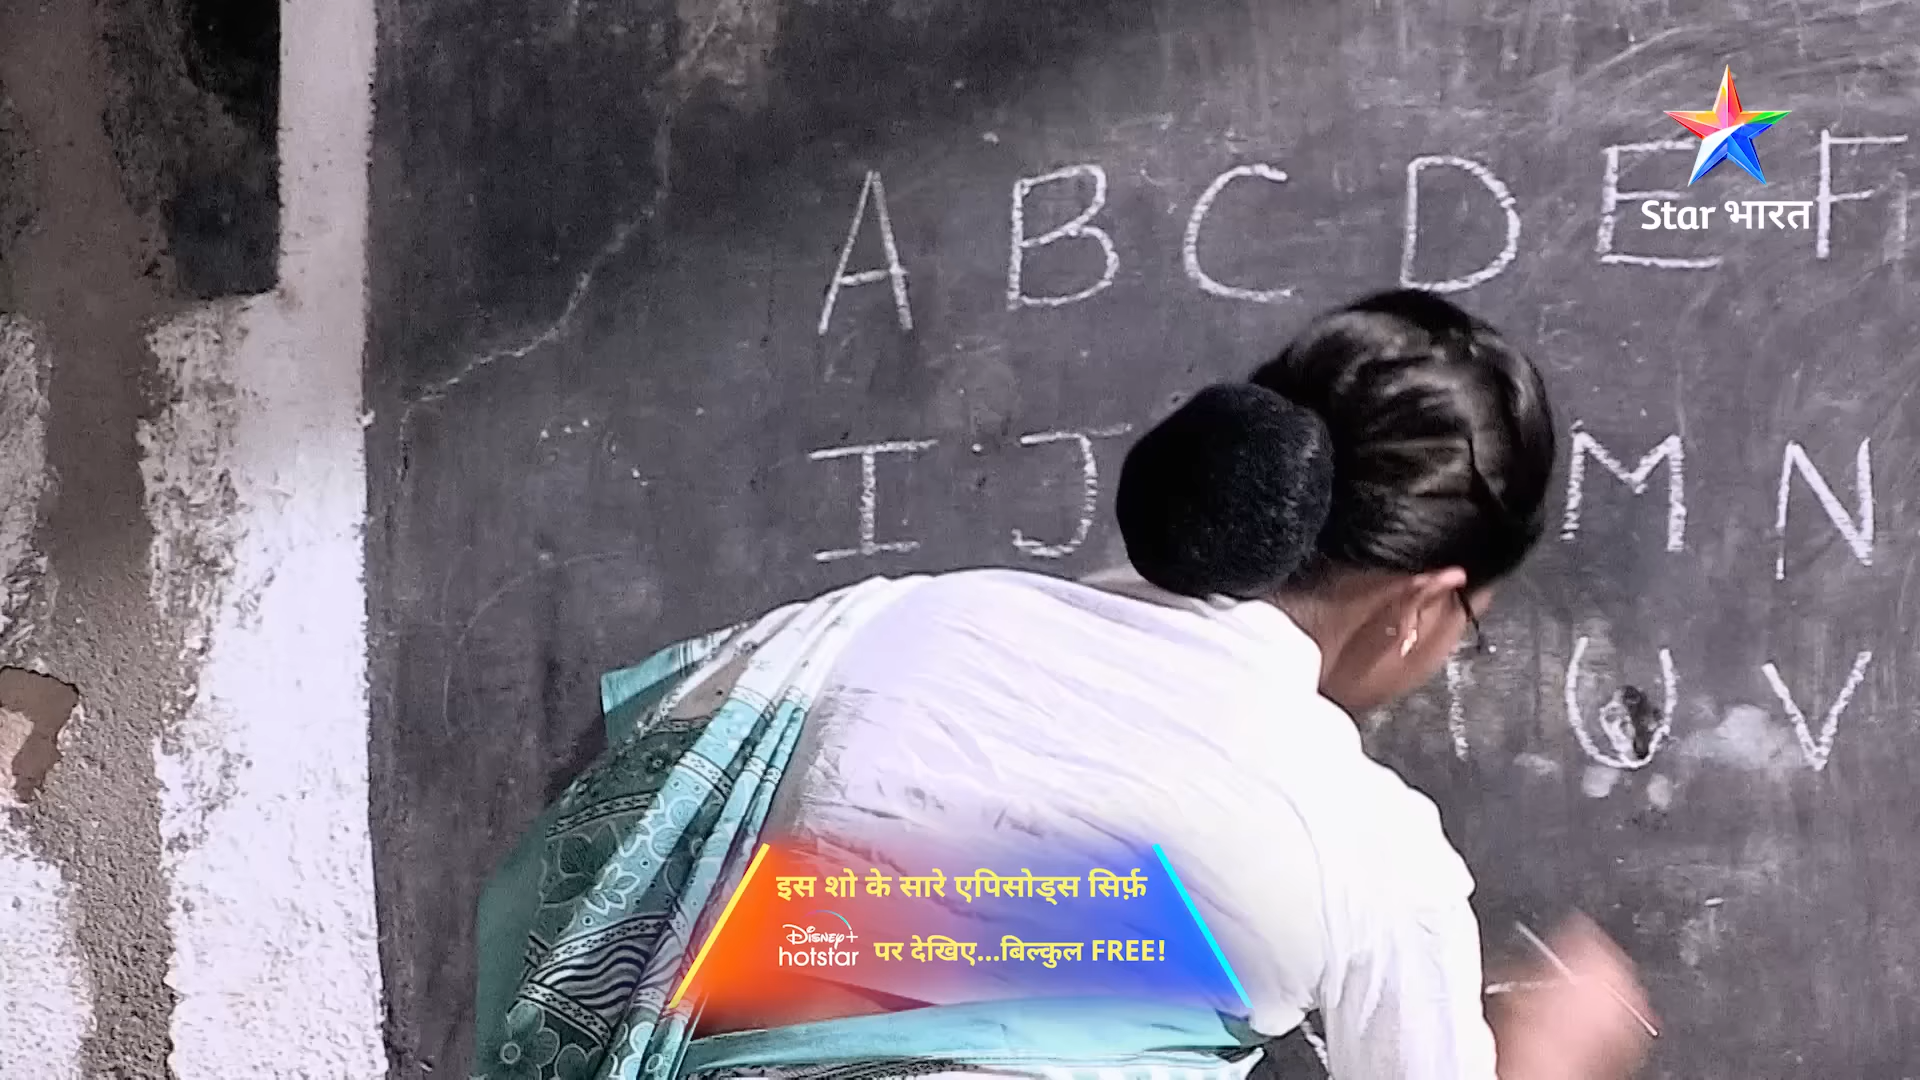 A B C D E F
Star भारत
I J M N
U V
इस शो के सारे एपिसोड्स सिर्फ़
Disney+ hotstar पर देखिए...बिल्कुल FREE!